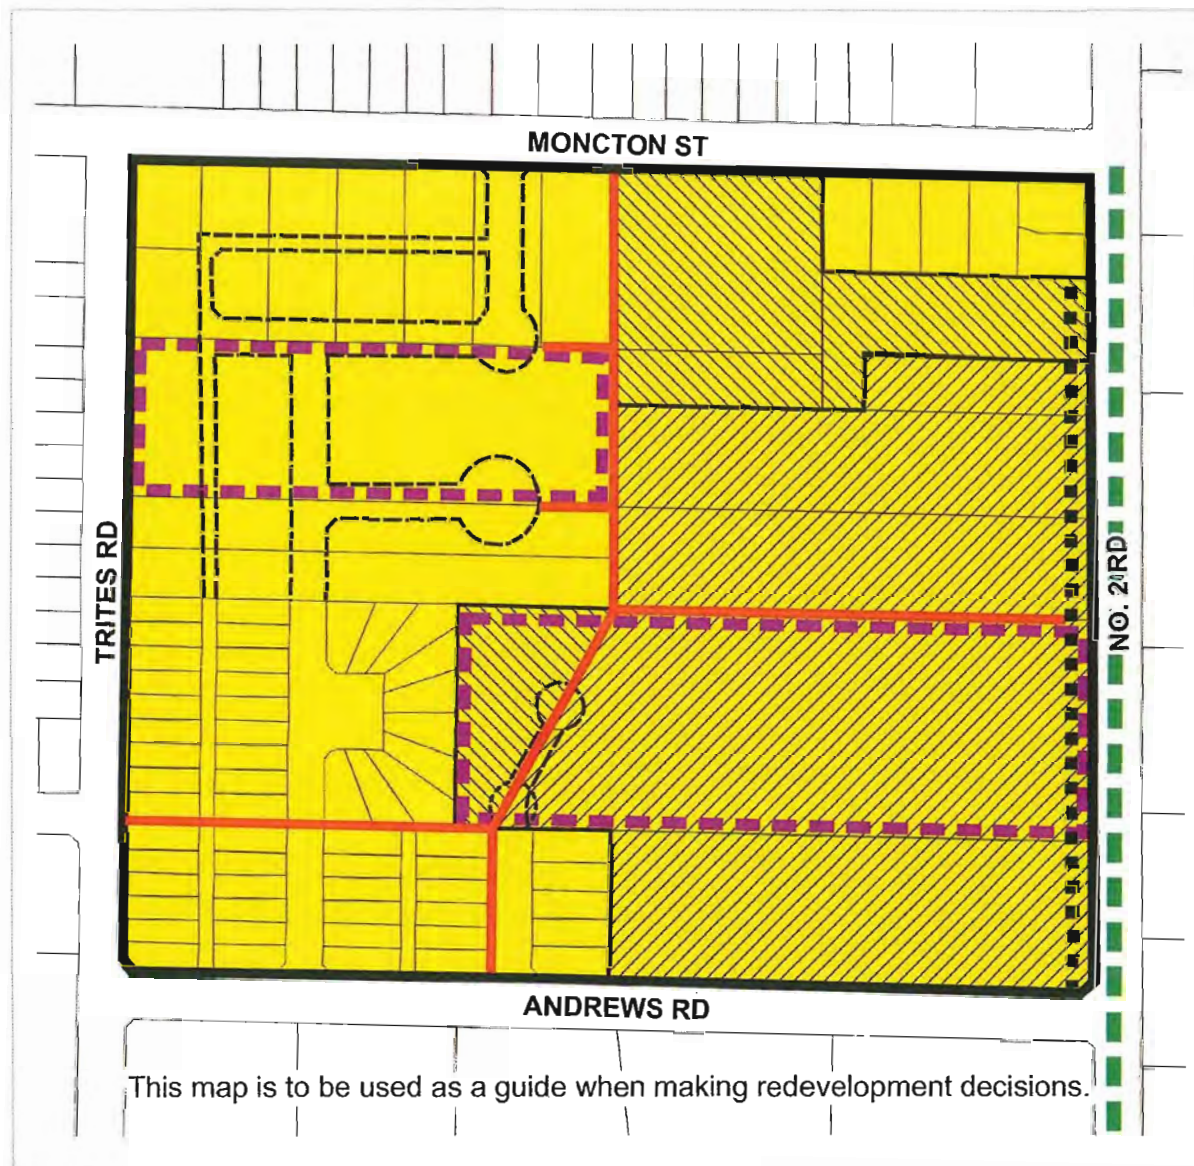 MONCTON ST
TRITES RD
NO. 2 RD
ANDREWS RD
This map is to be used as a guide when making redevelopment decisions.